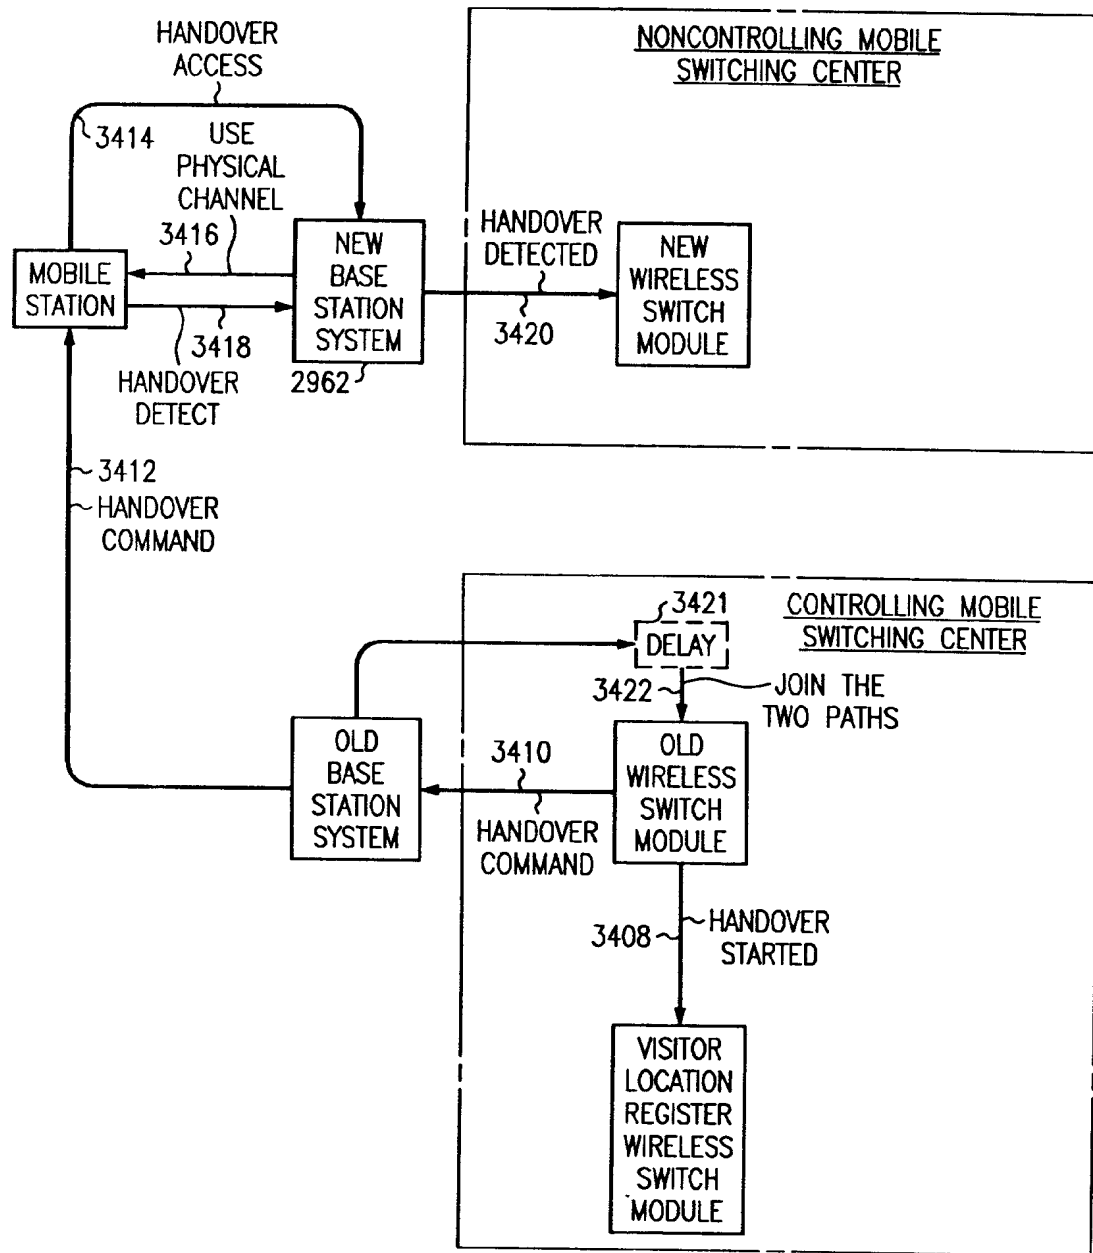 HANDOVER
ACCESS
NONCONTROLLING MOBILE
SWITCHING CENTER
3414
USE
PHYSICAL
CHANNEL
3416
MOBILE
STATION
NEW
BASE
STATION
SYSTEM
HANDOVER
DETECTED
3420
NEW
WIRELESS
SWITCH
MODULE
3418
2962
HANDOVER
DETECT
3412
HANDOVER
COMMAND
3421
DELAY
CONTROLLING MOBILE
SWITCHING CENTER
3422
JOIN THE
TWO PATHS
OLD
BASE
STATION
SYSTEM
3410
HANDOVER
COMMAND
OLD
WIRELESS
SWITCH
MODULE
3408
HANDOVER
STARTED
VISITOR
LOCATION
REGISTER
WIRELESS
SWITCH
MODULE